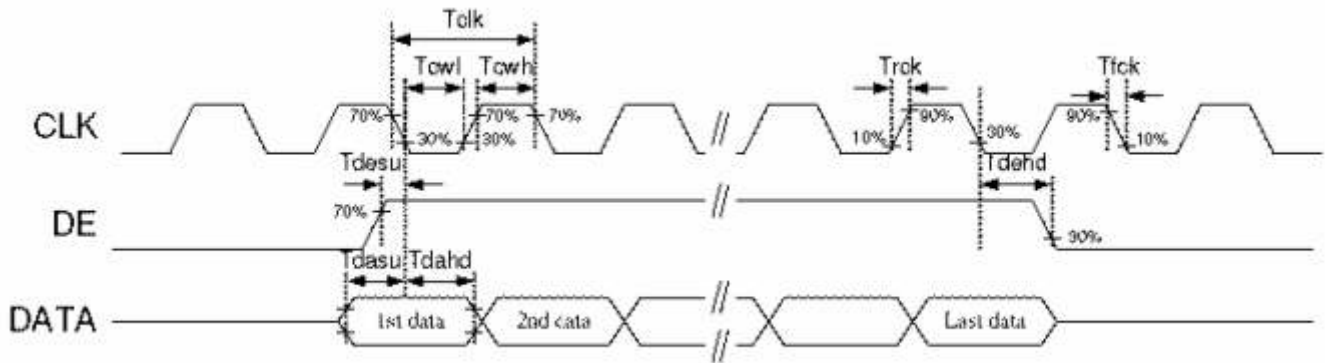 Tclk
Tcwl Tcwh Trck Tfck
CLK 70% 70% 70% 90% 30% 90%
30% 30% 10% 10%
Tdesu Tdehd
DE 70% 30%
Tdasu Tdahd
DATA 1st data 2nd data Last data